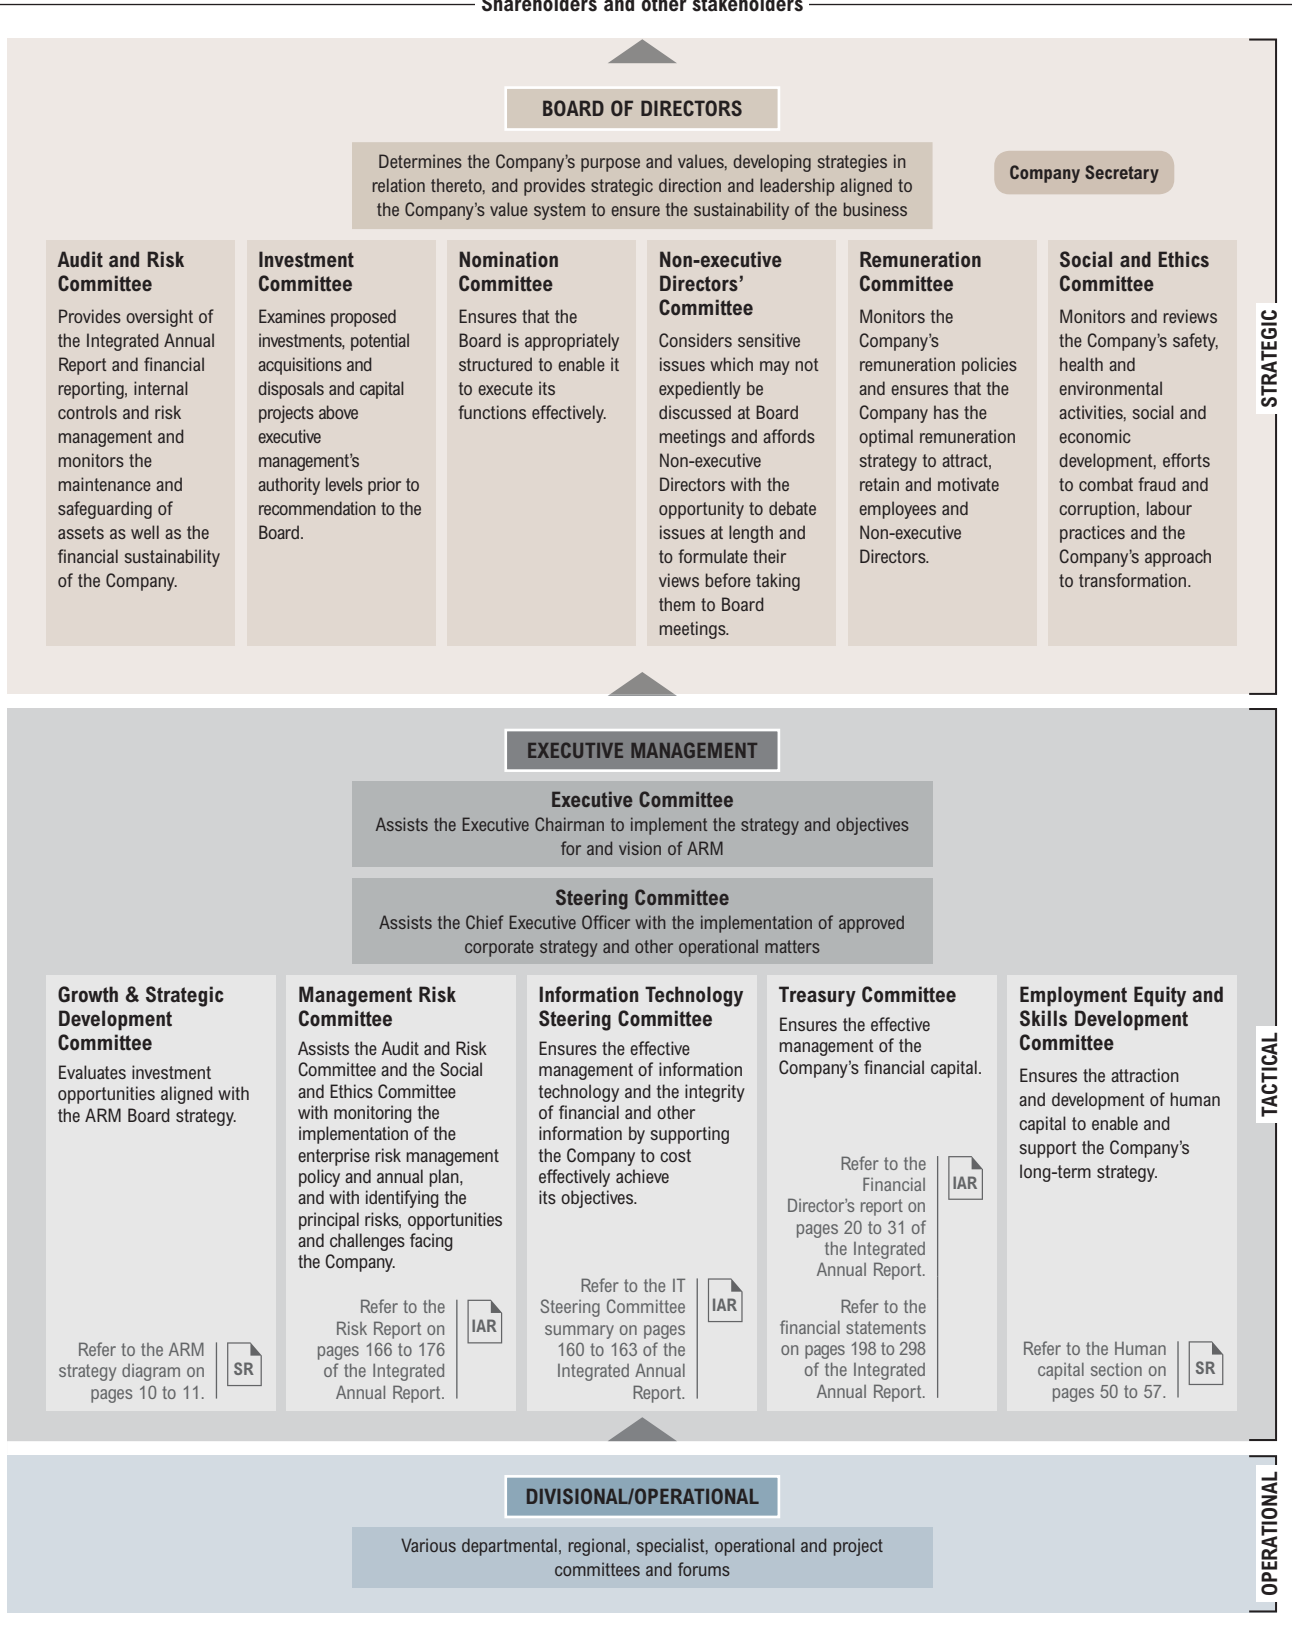 Shareholders and other stakeholders
BOARD OF DIRECTORS
Determines the Company's purpose and values, developing strategies in
relation thereto, and provides strategic direction and leadership aligned to
the Company's value system to ensure the sustainability of the business
Company Secretary
Audit and Risk
Committee
Provides oversight of
the Integrated Annual
Report and financial
reporting, internal
controls and risk
management and
monitors the
maintenance and
safeguarding of
assets as well as the
financial sustainability
of the Company.
Investment
Committee
Examines proposed
investments, potential
acquisitions and
disposals and capital
projects above
executive
management's
authority levels prior to
recommendation to the
Board.
Nomination
Committee
Ensures that the
Board is appropriately
structured to enable it
to execute its
functions effectively.
Non-executive
Directors'
Committee
Considers sensitive
issues which may not
expediently be
discussed at Board
meetings and affords
Non-executive
Directors with the
opportunity to debate
issues at length and
to formulate their
views before taking
them to Board
meetings.
Remuneration
Committee
Monitors the
Company's
remuneration policies
and ensures that the
Company has the
optimal remuneration
strategy to attract,
retain and motivate
employees and
Non-executive
Directors.
Social and Ethics
Committee
Monitors and reviews
the Company's safety,
health and
environmental
activities, social and
economic
development, efforts
to combat fraud and
corruption, labour
practices and the
Company's approach
to transformation.
STRATEGIC
EXECUTIVE MANAGEMENT
Executive Committee
Assists the Executive Chairman to implement the strategy and objectives
for and vision of ARM
Steering Committee
Assists the Chief Executive Officer with the implementation of approved
corporate strategy and other operational matters
Growth & Strategic
Development
Committee
Evaluates investment
opportunities aligned with
the ARM Board strategy.
Refer to the ARM
strategy diagram on
pages 10 to 11.
SR
Management Risk
Committee
Assists the Audit and Risk
Committee and the Social
and Ethics Committee
with monitoring the
implementation of the
enterprise risk management
policy and annual plan,
and with identifying the
principal risks, opportunities
and challenges facing
the Company.
Refer to the
Risk Report on
pages 166 to 176
of the Integrated
Annual Report.
IAR
Information Technology
Steering Committee
Ensures the effective
management of information
technology and the integrity
of financial and other
information by supporting
the Company to cost
effectively achieve
its objectives.
Refer to the IT
Steering Committee
summary on pages
160 to 163 of the
Integrated Annual
Report.
IAR
Treasury Committee
Ensures the effective
management of the
Company's financial capital.
Refer to the
Financial
Director's report on
pages 20 to 31 of
the Integrated
Annual Report.
IAR
Refer to the
financial statements
on pages 198 to 298
of the Integrated
Annual Report.
Employment Equity and
Skills Development
Committee
Ensures the attraction
and development of human
capital to enable and
support the Company's
long-term strategy.
Refer to the Human
capital section on
pages 50 to 57.
SR
TACTICAL
DIVISIONAL/OPERATIONAL
Various departmental, regional, specialist, operational and project
committees and forums
OPERATIONAL